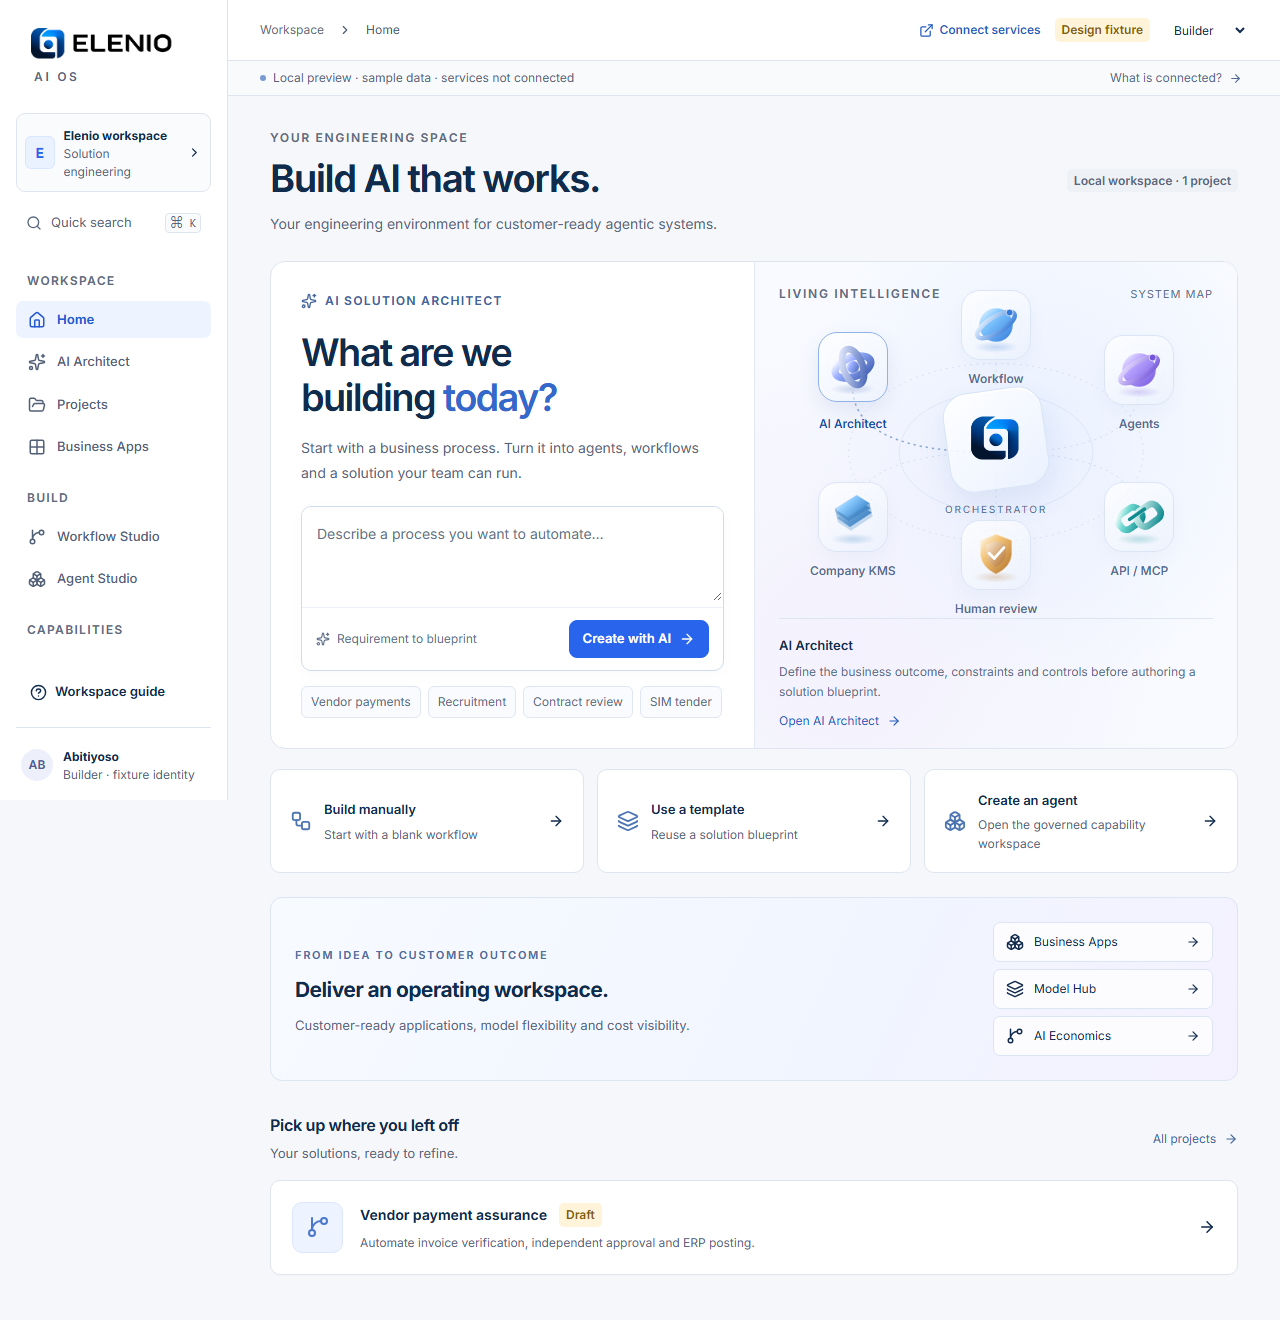 ELENIO
AI OS
E
Elenio workspace
Solution
engineering
Quick search
⌘ K
WORKSPACE
Home
AI Architect
Projects
Business Apps
BUILD
Workflow Studio
Agent Studio
CAPABILITIES
Workspace guide
AB
Abitiyoso
Builder · fixture identity
Workspace
Home
Connect services
Design fixture
Builder
Local preview · sample data · services not connected
What is connected?
YOUR ENGINEERING SPACE
Build AI that works.
Local workspace · 1 project
Your engineering environment for customer-ready agentic systems.
AI SOLUTION ARCHITECT
What are we
building today?
Start with a business process. Turn it into agents, workflows
and a solution your team can run.
Describe a process you want to automate...
Requirement to blueprint
Create with AI
Vendor payments
Recruitment
Contract review
SIM tender
LIVING INTELLIGENCE
SYSTEM MAP
Workflow
AI Architect
Agents
ORCHESTRATOR
Company KMS
API / MCP
Human review
AI Architect
Define the business outcome, constraints and controls before authoring a
solution blueprint.
Open AI Architect
Build manually
Start with a blank workflow
Use a template
Reuse a solution blueprint
Create an agent
Open the governed capability
workspace
FROM IDEA TO CUSTOMER OUTCOME
Deliver an operating workspace.
Customer-ready applications, model flexibility and cost visibility.
Business Apps
Model Hub
AI Economics
Pick up where you left off
Your solutions, ready to refine.
All projects
Vendor payment assurance
Draft
Automate invoice verification, independent approval and ERP posting.